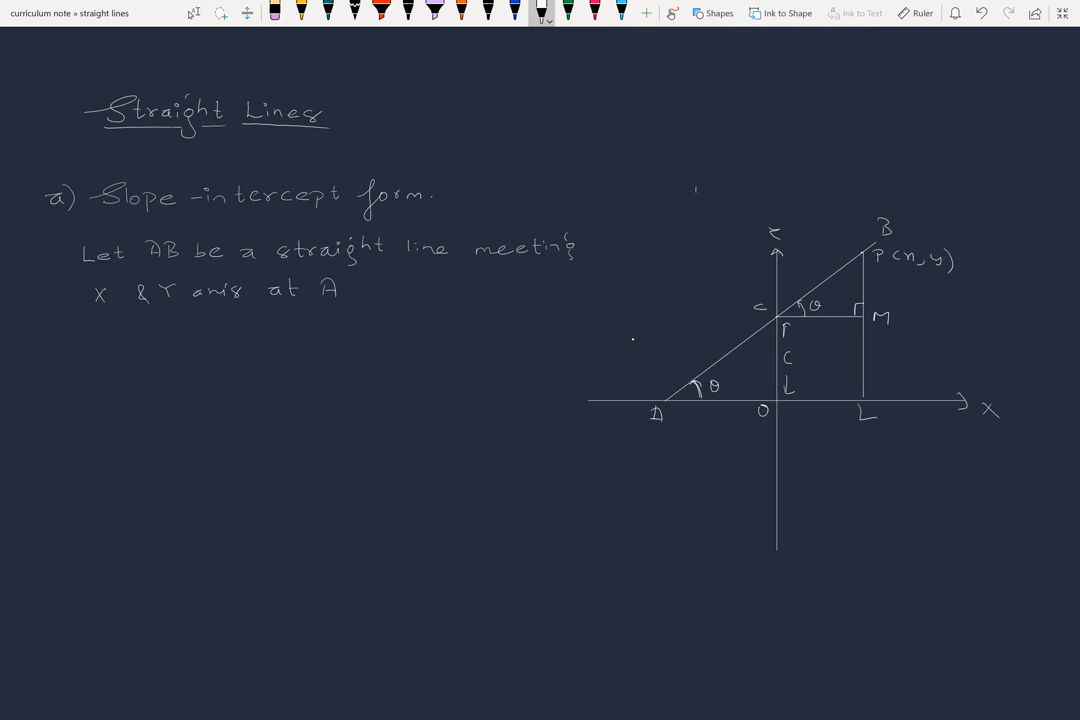 curriculum note » straight lines
Shapes
Ink to Shape
Ink to Text
Ruler
Straight Lines
a) Slope-intercept form.
Let AB be a straight line meeting
X & Y axis at A
B
P(x, y)
C
θ
M
C
θ
A
O
L
X